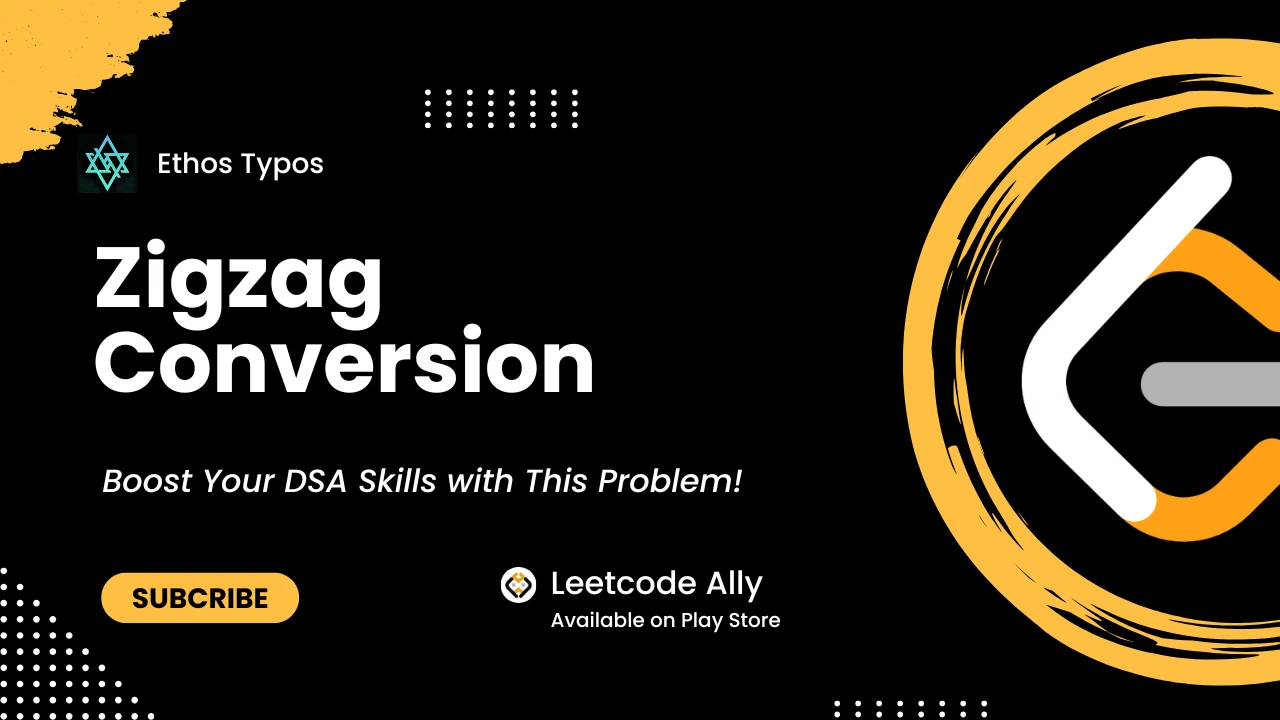 Ethos Typos
Zigzag
Conversion
Boost Your DSA Skills with This Problem!
SUBCRIBE
Leetcode Ally
Available on Play Store